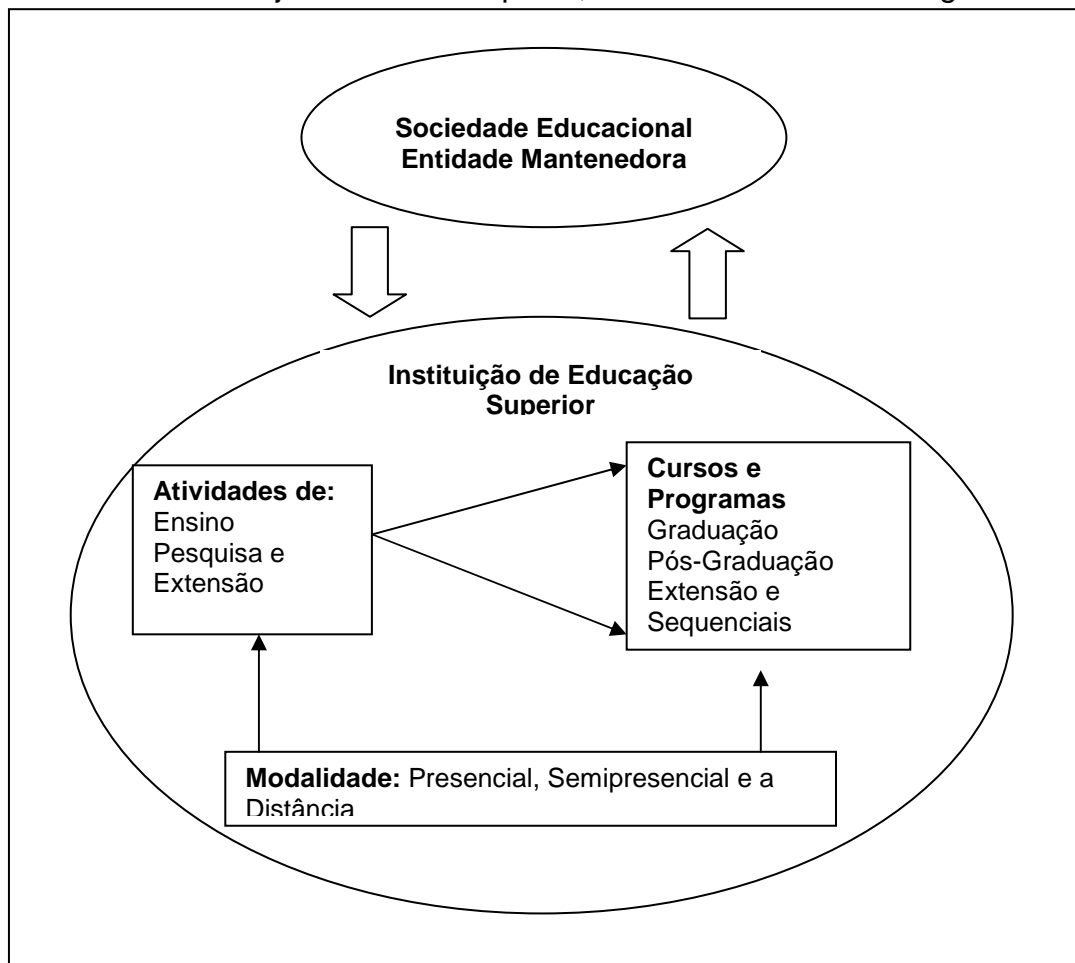 Sociedade Educacional
Entidade Mantenedora
Instituição de Educação
Superior
Atividades de:
Ensino
Pesquisa e
Extensão
Cursos e
Programas
Graduação
Pós-Graduação
Extensão e
Sequenciais
Modalidade: Presencial, Semipresencial e a
Distância